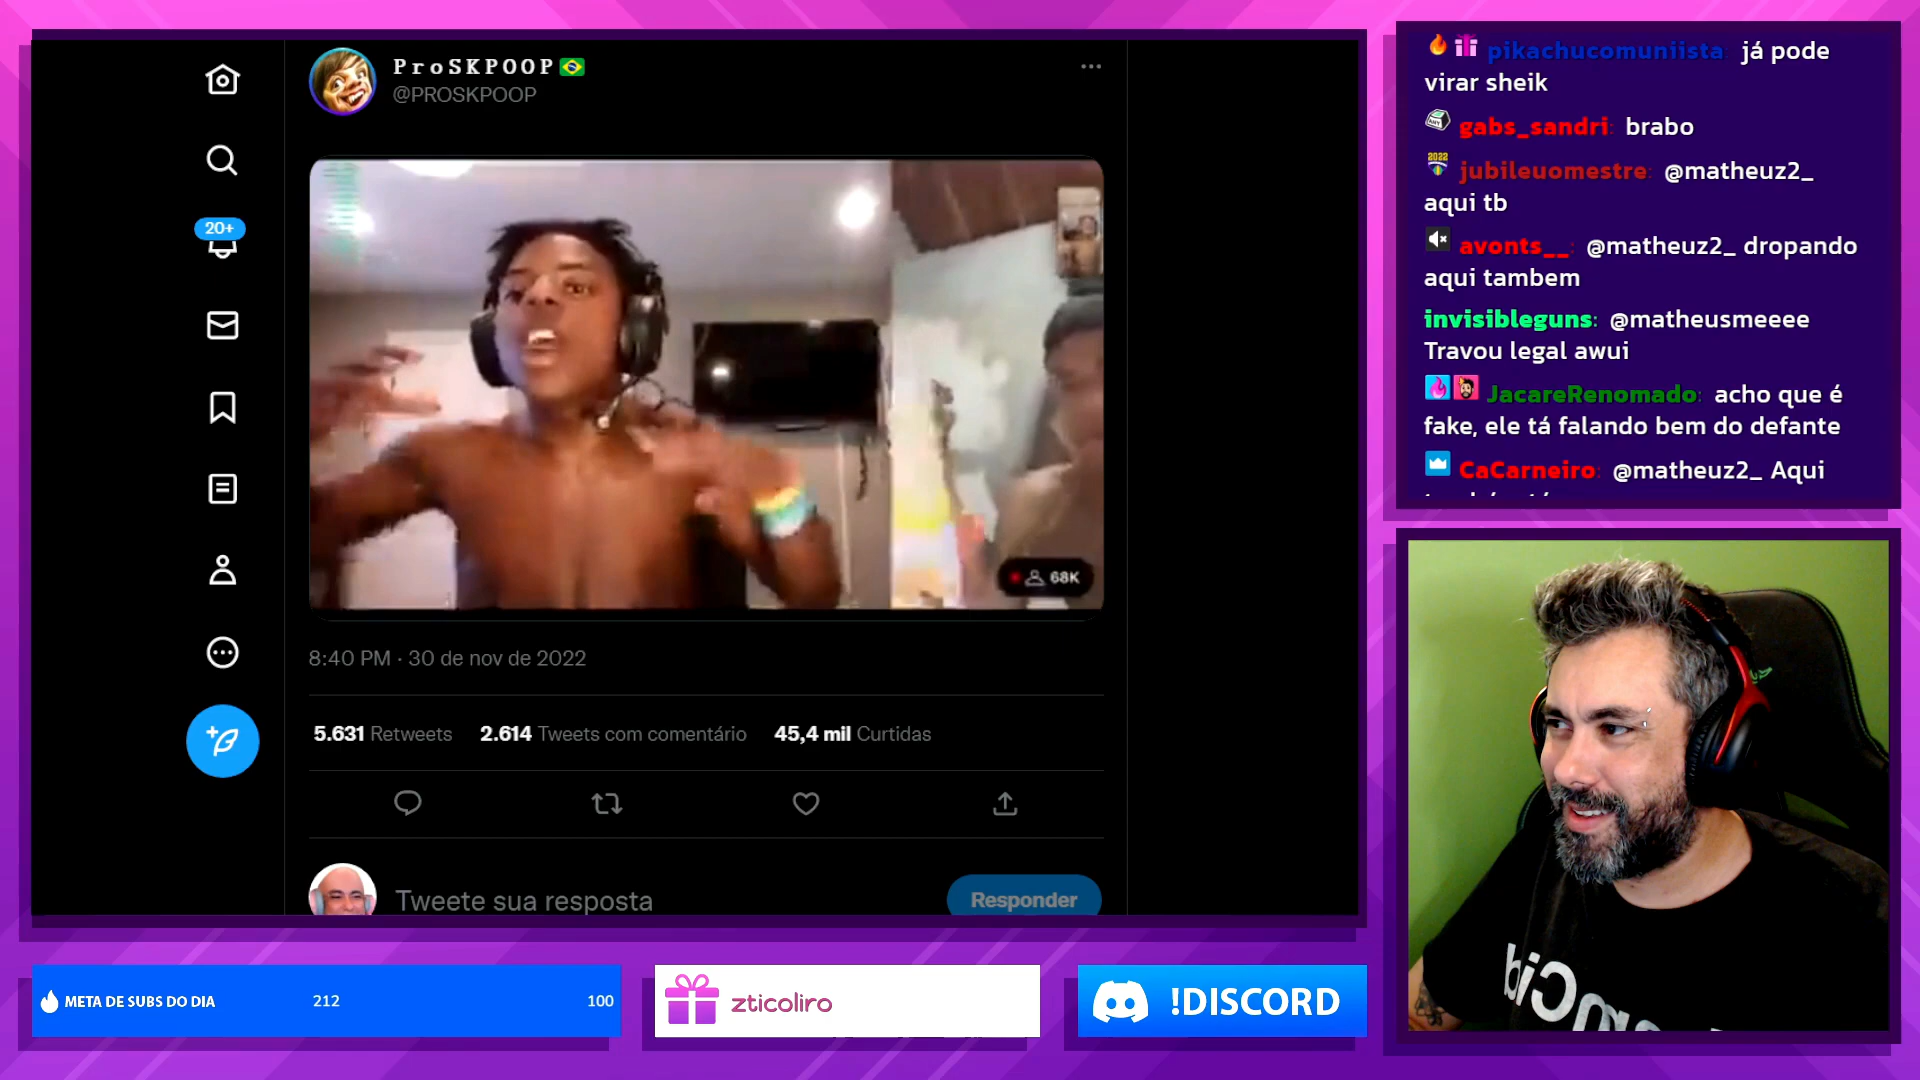 ProSKPOOP
@PROSKPOOP
20+
68K
8:40 PM · 30 de nov de 2022
5.631 Retweets 2.614 Tweets com comentário 45,4 mil Curtidas
Tweete sua resposta
Responder
META DE SUBS DO DIA 212 100
zticoliro
!DISCORD
pikachucomuniista: já pode
virar sheik
gabs_sandri: brabo
2022
jubileuomestre: @matheuz2_
aqui tb
avonts__: @matheuz2_ dropando
aqui tambem
invisibleguns: @matheusmeeee
Travou legal awui
JacareRenomado: acho que é
fake, ele tá falando bem do defante
CaCarneiro: @matheuz2_ Aqui